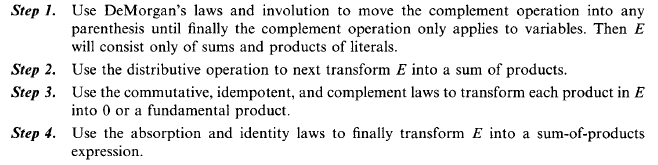 Step 1. Use DeMorgan's laws and involution to move the complement operation into any
parenthesis until finally the complement operation only applies to variables. Then E
will consist only of sums and products of literals.
Step 2. Use the distributive operation to next transform E into a sum of products.
Step 3. Use the commutative, idempotent, and complement laws to transform each product in E
into 0 or a fundamental product.
Step 4. Use the absorption and identity laws to finally transform E into a sum-of-products
expression.